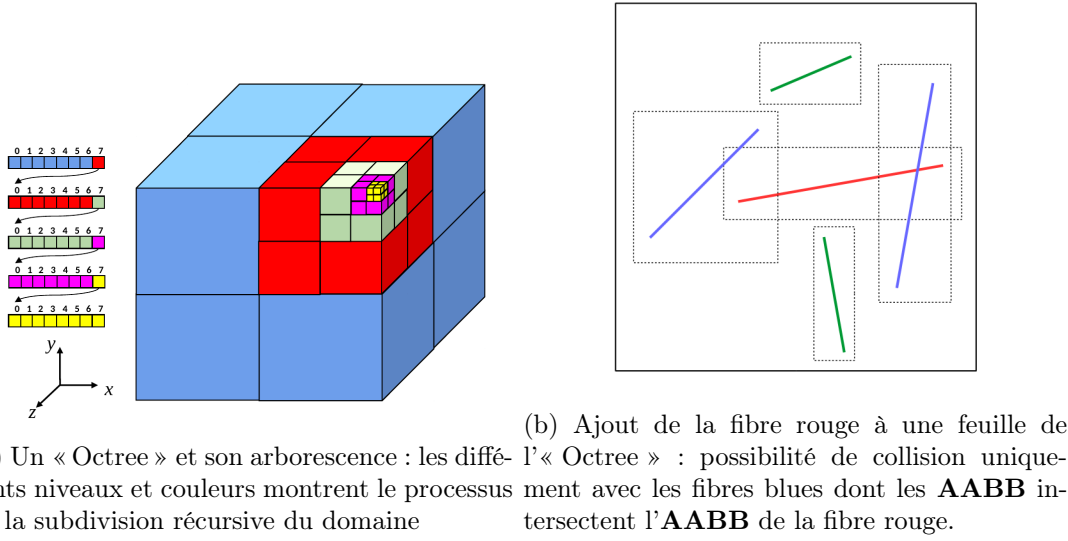 0 1 2 3 4 5 6 7
0 1 2 3 4 5 6 7
0 1 2 3 4 5 6 7
0 1 2 3 4 5 6 7
0 1 2 3 4 5 6 7
y
x
z
) Un « Octree » et son arborescence : les diffé-
nts niveaux et couleurs montrent le processus
la subdivision récursive du domaine
(b) Ajout de la fibre rouge à une feuille de
l'« Octree » : possibilité de collision unique-
ment avec les fibres bleues dont les AABB in-
tersectent l'AABB de la fibre rouge.